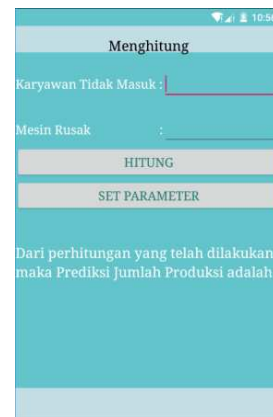 10:56
Menghitung
Karyawan Tidak Masuk :
Mesin Rusak :
HITUNG
SET PARAMETER
Dari perhitungan yang telah dilakukan
maka Prediksi Jumlah Produksi adalah